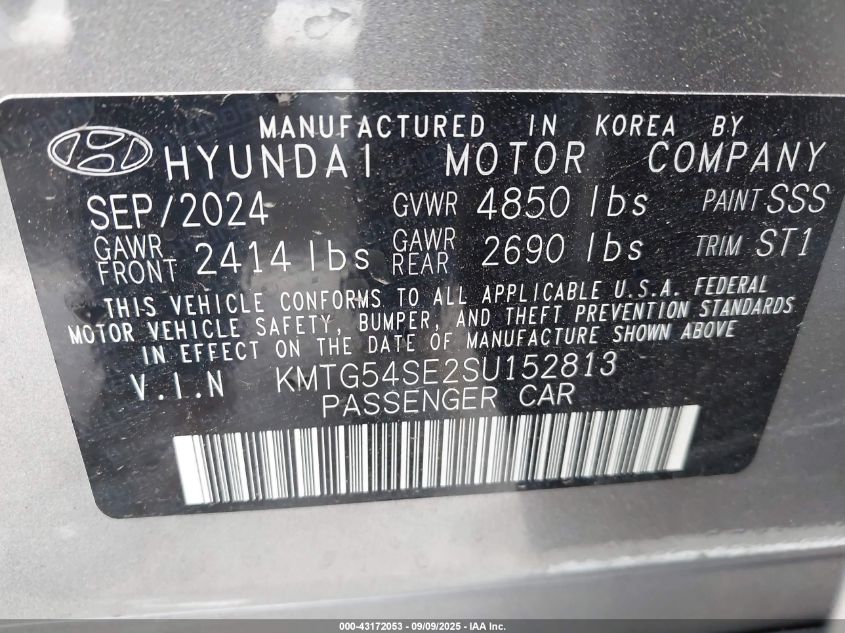 MANUFACTURED IN KOREA BY
HYUNDAI MOTOR COMPANY
SEP/2024 GVWR 4850 lbs PAINT SSS
GAWR FRONT 2414 lbs GAWR REAR 2690 lbs TRIM ST1
THIS VEHICLE CONFORMS TO ALL APPLICABLE U.S.A. FEDERAL
MOTOR VEHICLE SAFETY, BUMPER, AND THEFT PREVENTION STANDARDS
IN EFFECT ON THE DATE OF MANUFACTURE SHOWN ABOVE
V.I.N KMTG54SE2SU152813
PASSENGER CAR
000-43172053 - 09/09/2025 - IAA Inc.